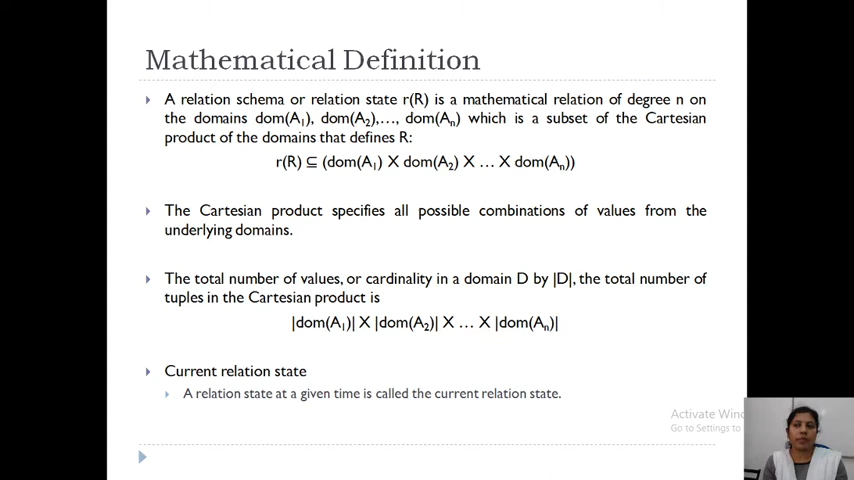 Mathematical Definition
A relation schema or relation state r(R) is a mathematical relation of degree n on
the domains dom(A₁), dom(A₂),…, dom(Aₙ) which is a subset of the Cartesian
product of the domains that defines R:
r(R) ⊆ (dom(A₁) X dom(A₂) X … X dom(Aₙ))
The Cartesian product specifies all possible combinations of values from the
underlying domains.
The total number of values, or cardinality in a domain D by |D|, the total number of
tuples in the Cartesian product is
|dom(A₁)| X |dom(A₂)| X … X |dom(Aₙ)|
Current relation state
A relation state at a given time is called the current relation state.
Activate Win
Go to Settings to